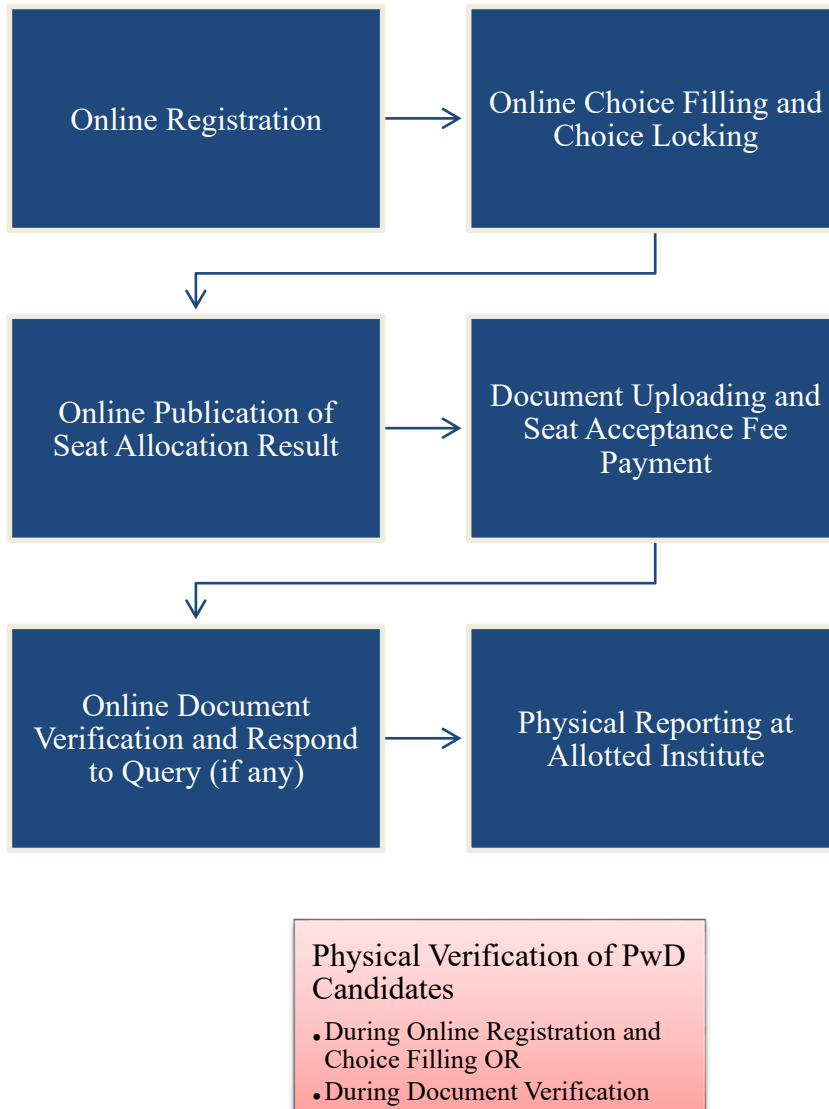 Online Registration
Online Choice Filling and
Choice Locking
Online Publication of
Seat Allocation Result
Document Uploading and
Seat Acceptance Fee
Payment
Online Document
Verification and Respond
to Query (if any)
Physical Reporting at
Allotted Institute
Physical Verification of PwD
Candidates
• During Online Registration and
Choice Filling OR
• During Document Verification